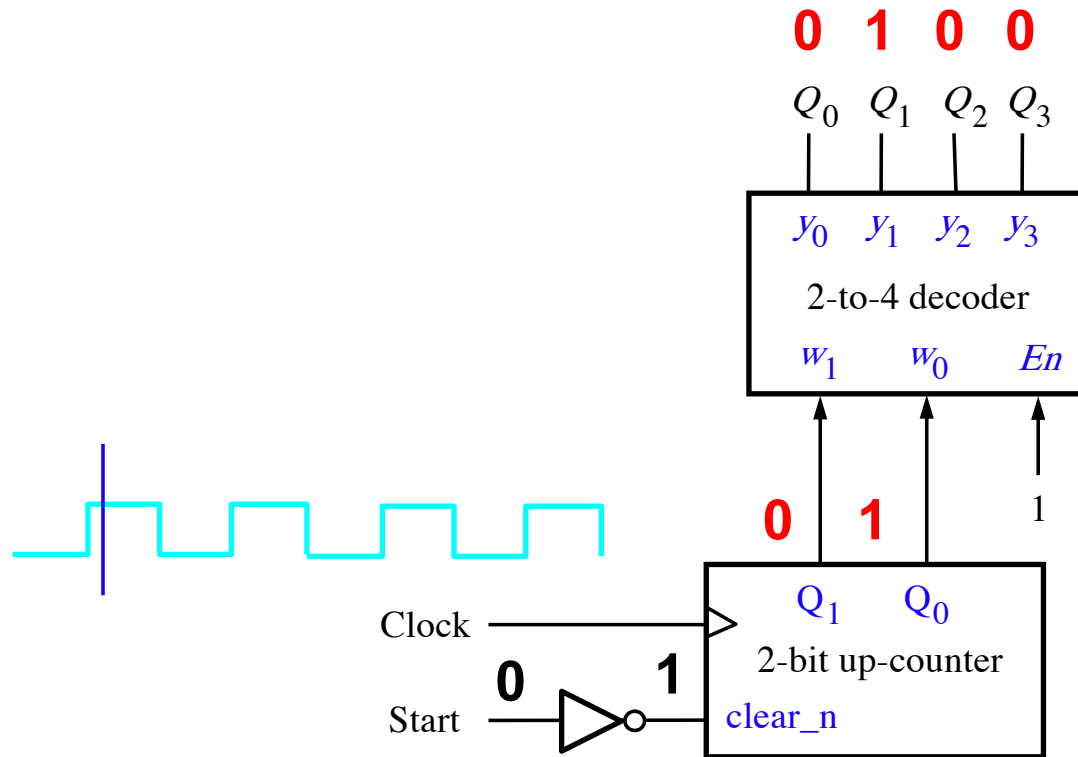 0 1 0 0
Q0 Q1 Q2 Q3
y0 y1 y2 y3
2-to-4 decoder
w1 w0 En
0 1 1
Q1 Q0
Clock
2-bit up-counter
0 1
Start clear_n